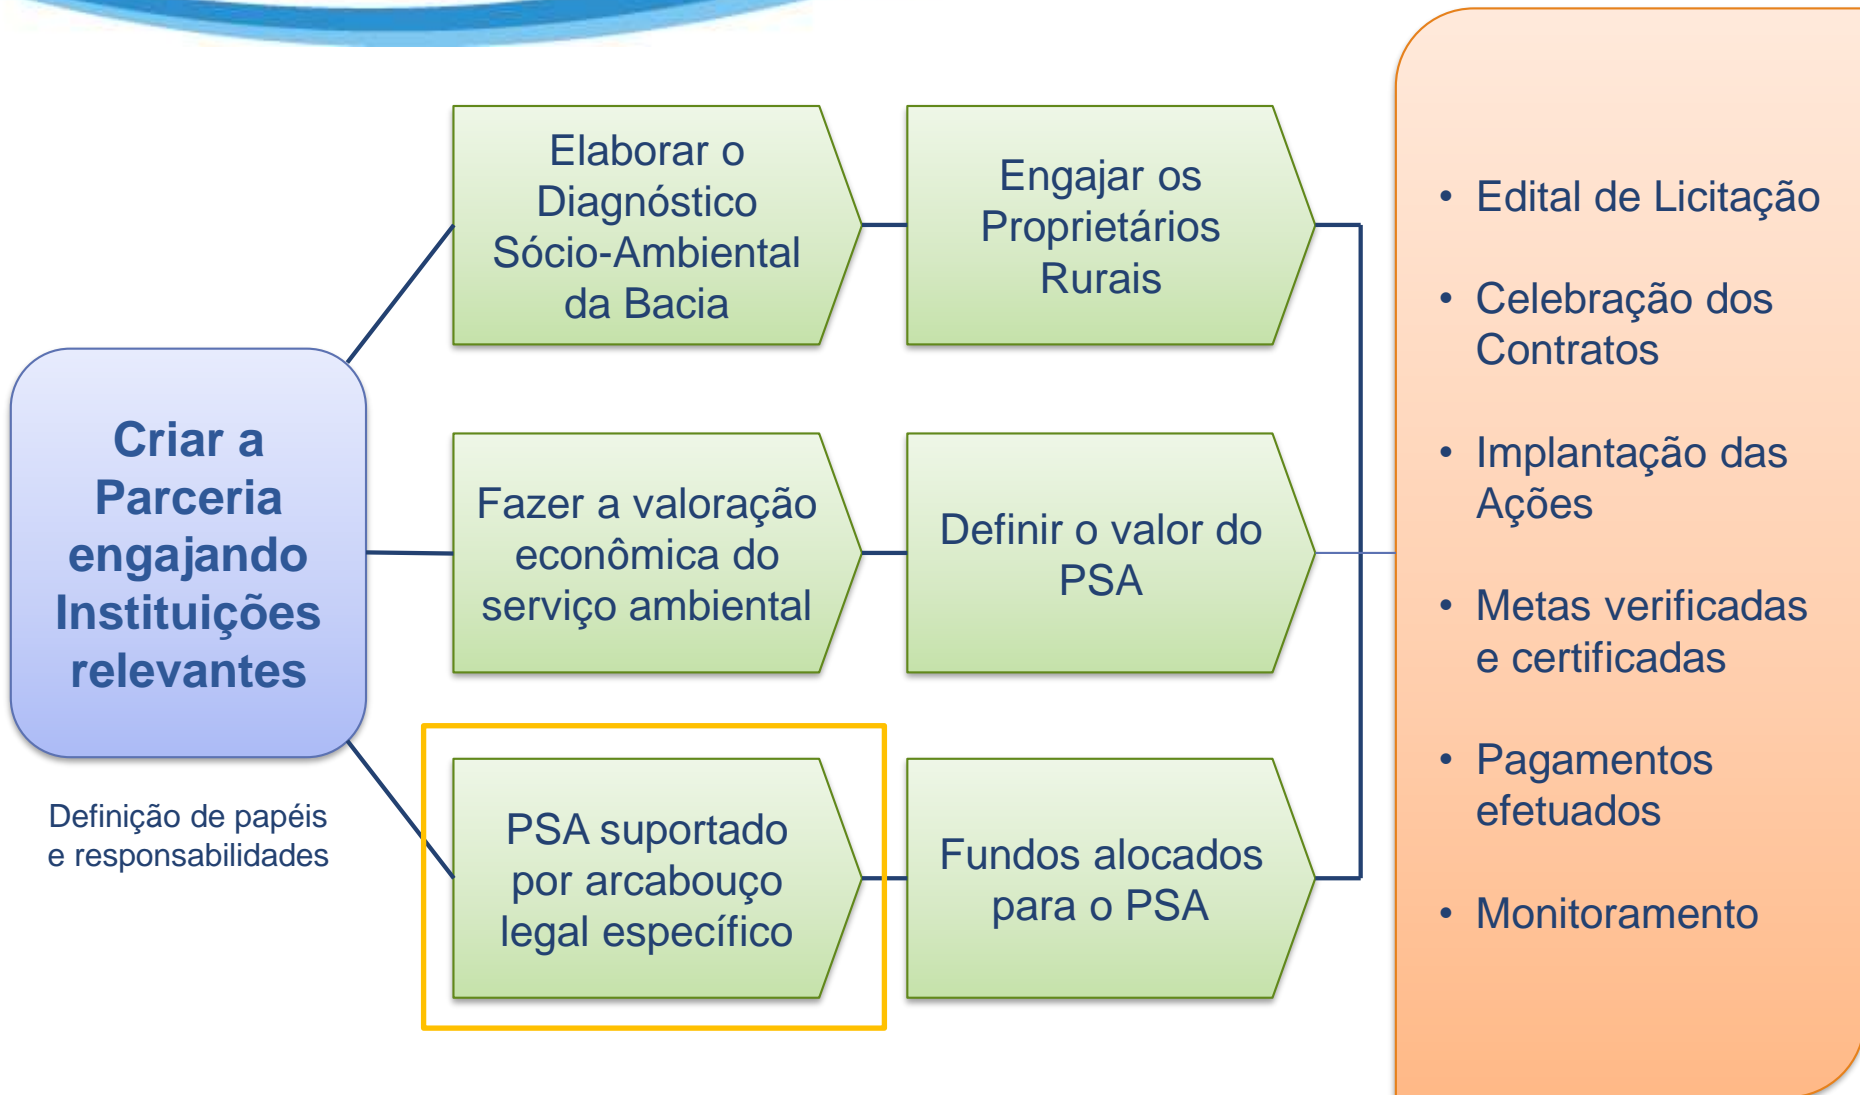 Criar a
Parceria
engajando
Instituições
relevantes
Definição de papéis
e responsabilidades
Elaborar o
Diagnóstico
Sócio-Ambiental
da Bacia
Engajar os
Proprietários
Rurais
Fazer a valoração
econômica do
serviço ambiental
Definir o valor do
PSA
PSA suportado
por arcabouço
legal específico
Fundos alocados
para o PSA
• Edital de Licitação
• Celebração dos
Contratos
• Implantação das
Ações
• Metas verificadas
e certificadas
• Pagamentos
efetuados
• Monitoramento